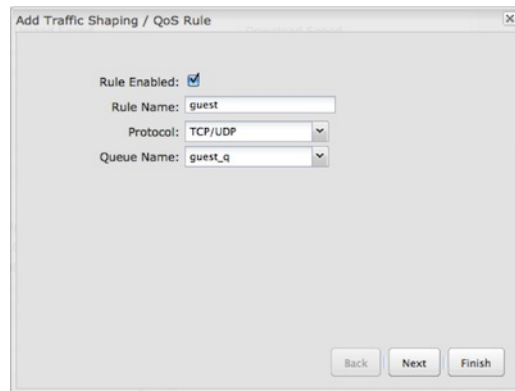 Add Traffic Shaping / QoS Rule
Rule Enabled:
Rule Name: guest
Protocol: TCP/UDP
Queue Name: guest_q
Back Next Finish